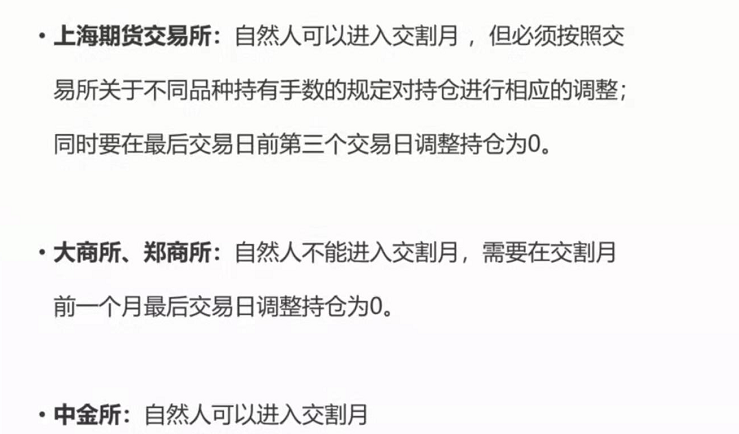 • 上海期货交易所：自然人可以进入交割月 ，但必须按照交
易所关于不同品种持有手数的规定对持仓进行相应的调整；
同时要在最后交易日前第三个交易日调整持仓为0。
• 大商所、郑商所：自然人不能进入交割月，需要在交割月
前一个月最后交易日调整持仓为0。
• 中金所：自然人可以进入交割月